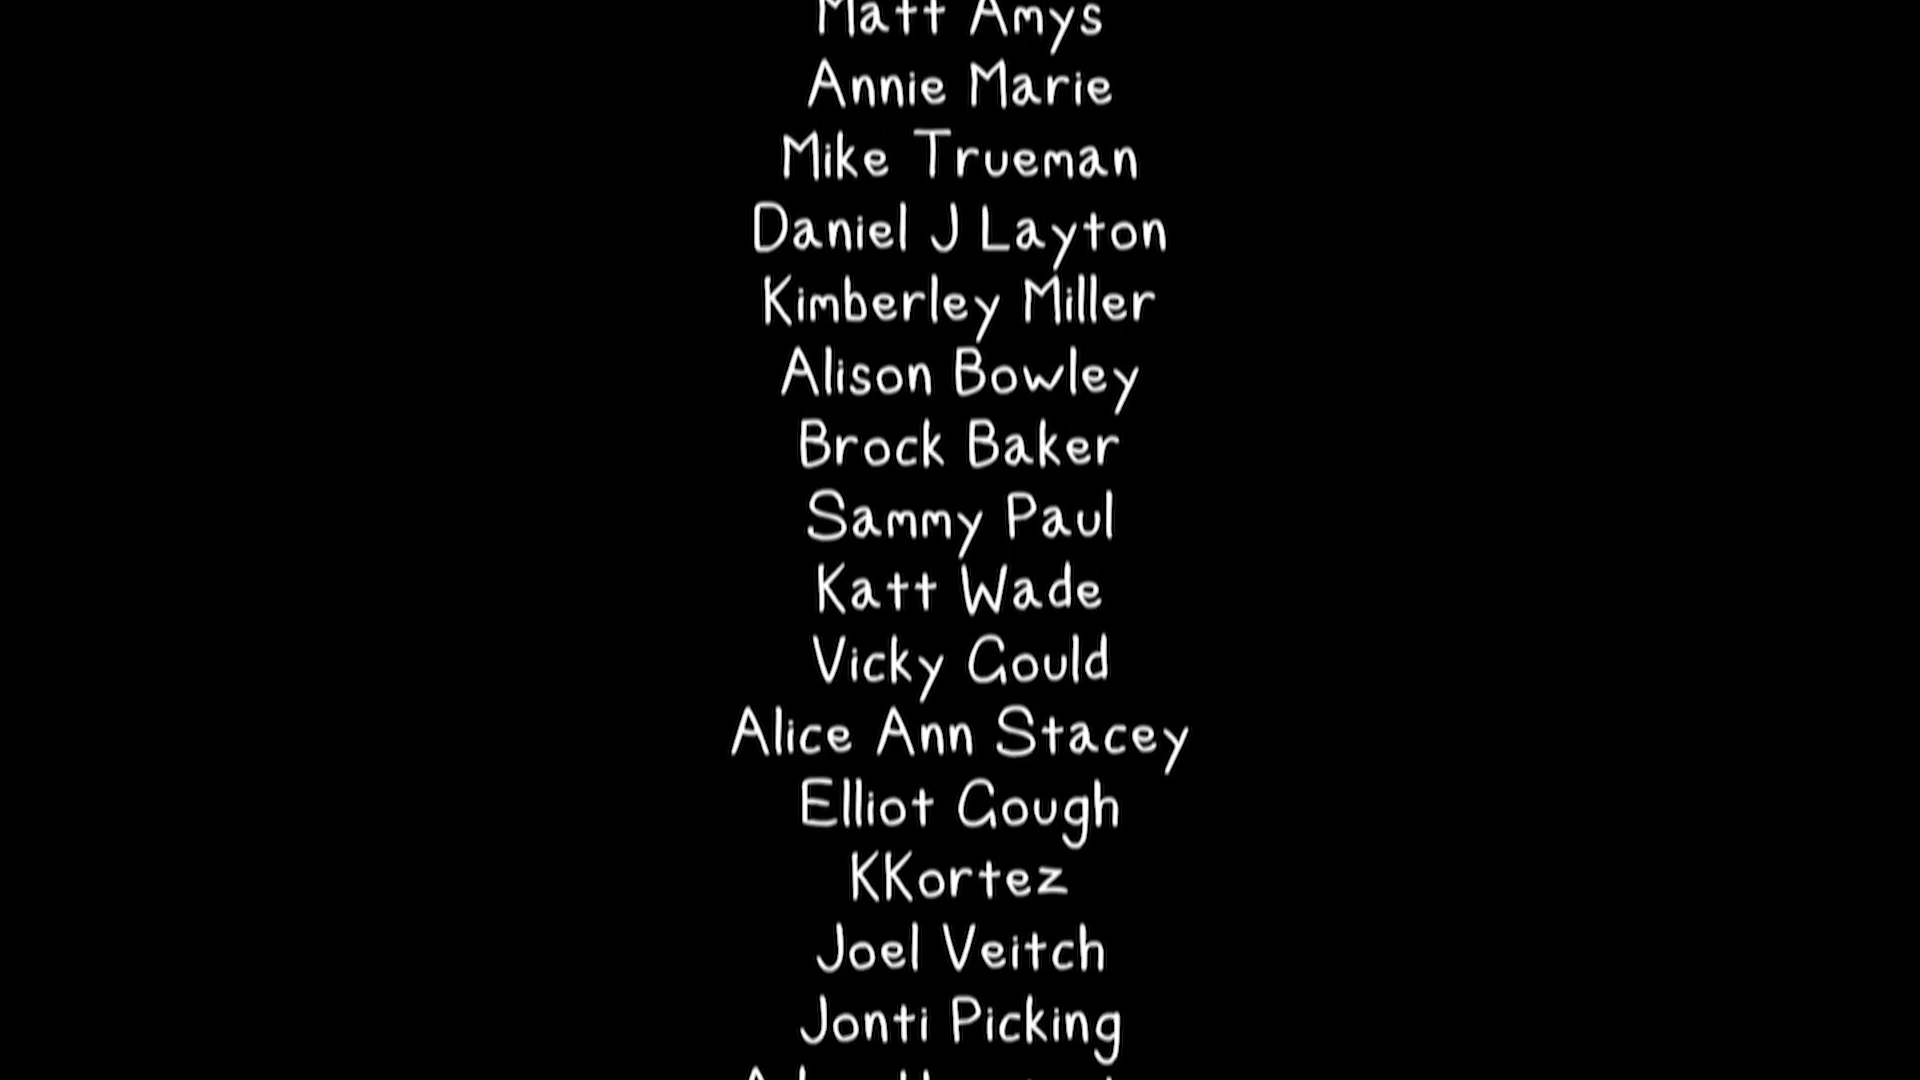 Matt Amys
Annie Marie
Mike Trueman
Daniel J Layton
Kimberley Miller
Alison Bowley
Brock Baker
Sammy Paul
Katt Wade
Vicky Gould
Alice Ann Stacey
Elliot Gough
KKortez
Joel Veitch
Jonti Picking